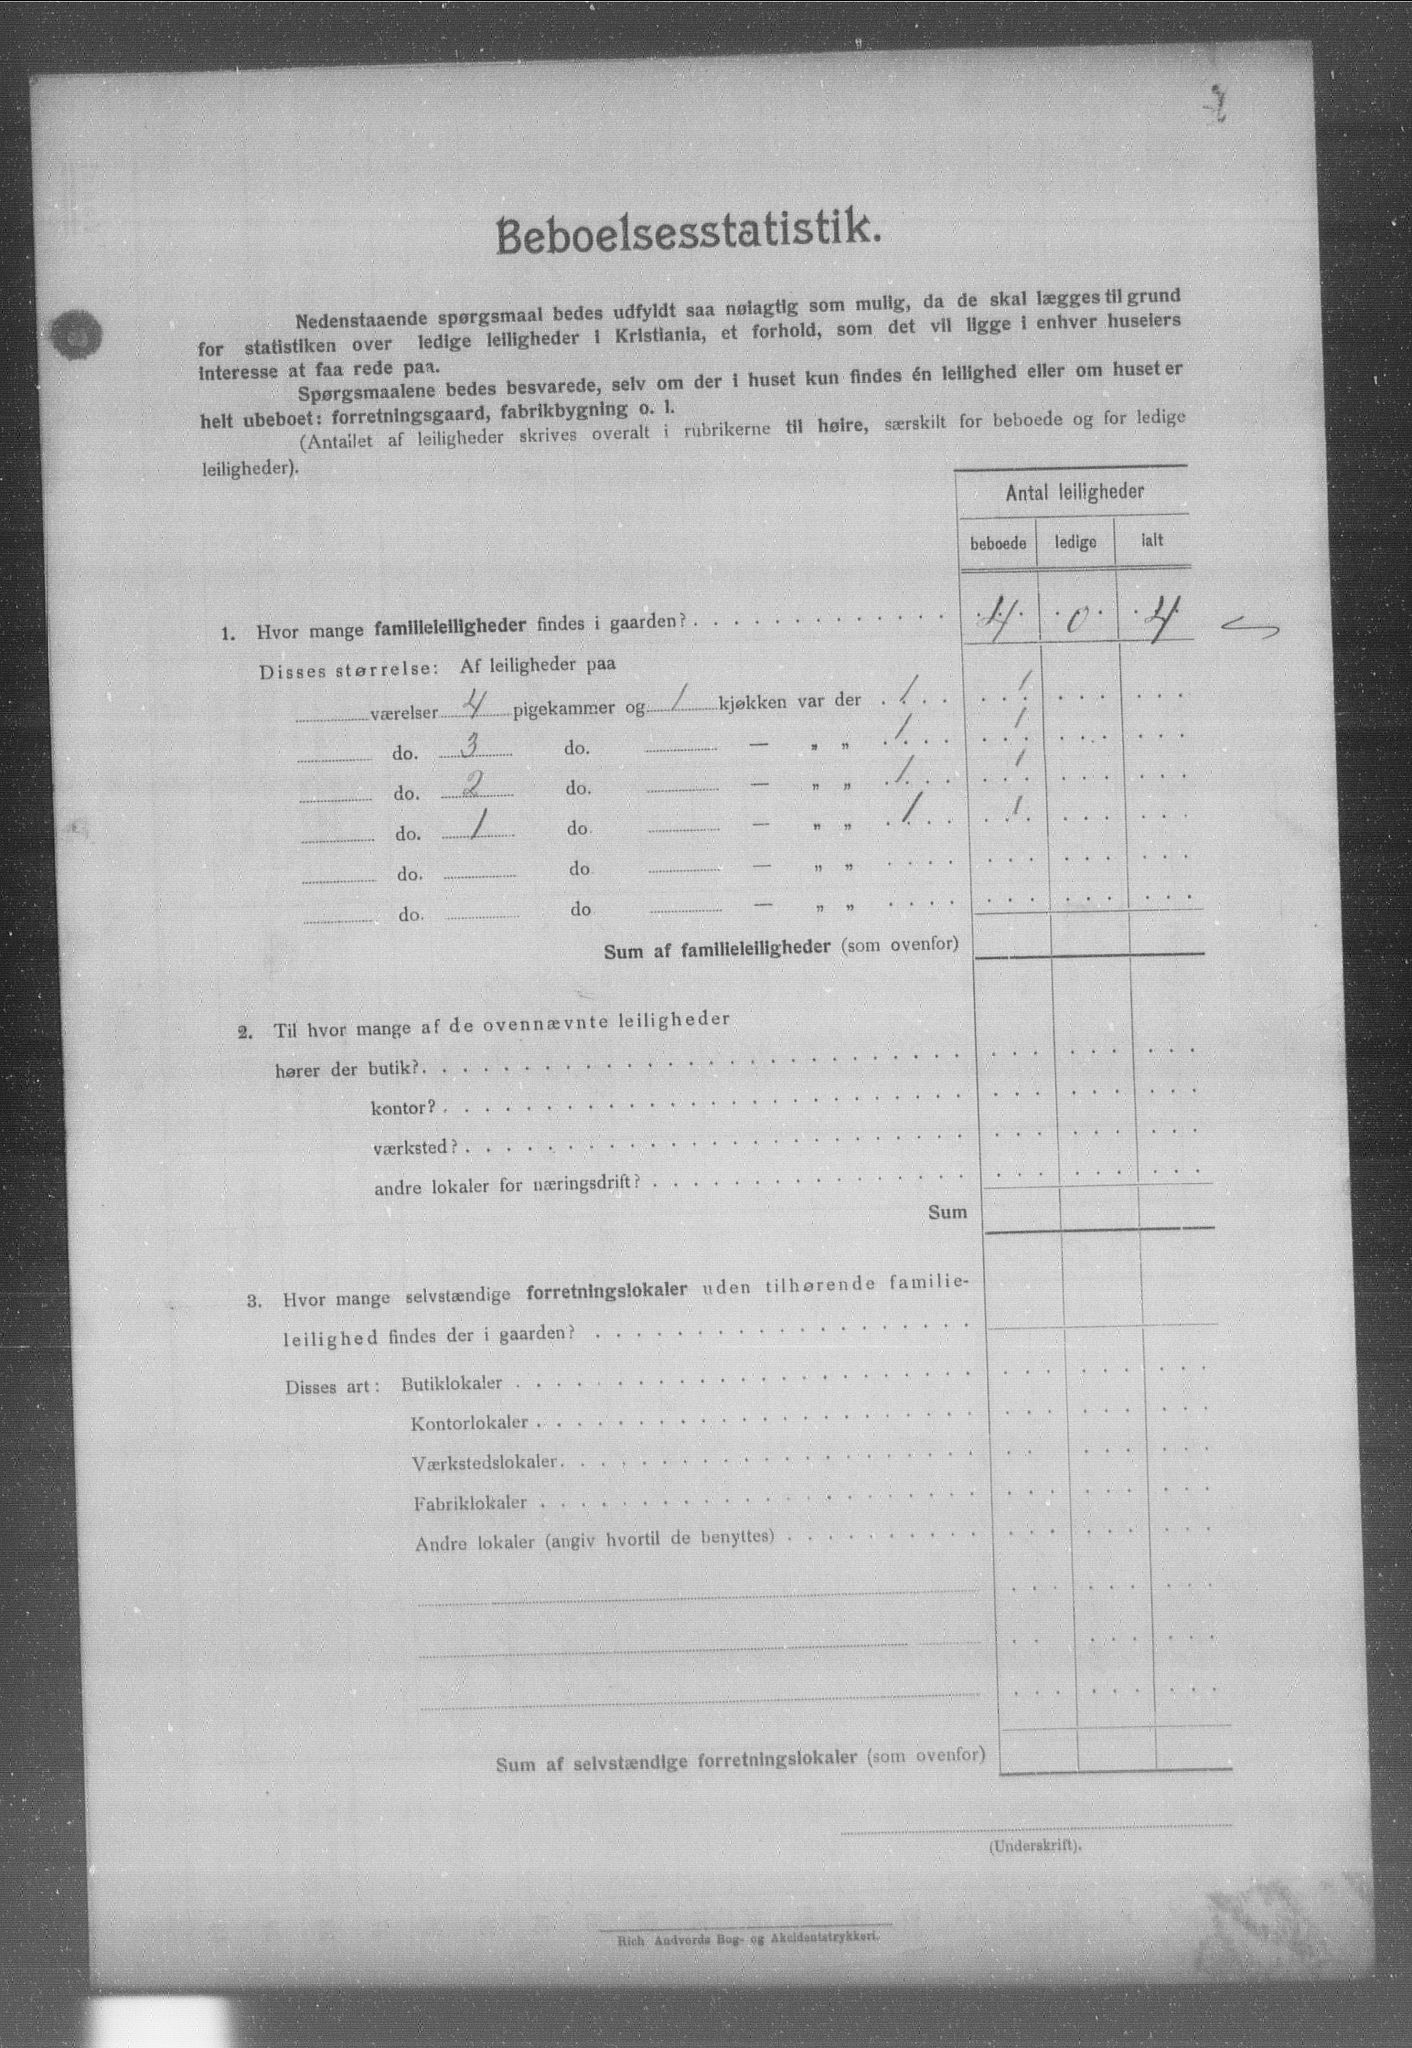 Beboelsesstatistik.
Nedenstaaende spørgsmaal bedes udfyldt saa nøiagtig som mulig, da de skal lægges til grund
for statistiken over ledige leiligheder i Kristiania, et forhold, som det vil ligge i enhver huseiers
interesse at faa rede paa.
Spørgsmaalene bedes besvarede, selv om der i huset kun findes én leilighed eller om huset er
helt ubeboet: forretningsgaard, fabrikbygning o. l.
(Antallet af leiligheder skrives overalt i rubrikerne til høire, særskilt for beboede og for ledige
leiligheder).
Antal leiligheder
beboede ledige ialt
1. Hvor mange familieleiligheder findes i gaarden? 4 0 4
Disses størrelse: Af leiligheder paa
værelser 4 pigekammer og 1 kjøkken var der 1 1
do. 3 do. — „ „ 1 1
do. 2 do. — „ „ 1 1
do. 1 do. — „ „ 1 1
do. do. — „ „
do. do. — „ „
Sum af familieleiligheder (som ovenfor)
2. Til hvor mange af de ovennævnte leiligheder
hører der butik?
kontor?
værksted?
andre lokaler for næringsdrift?
Sum
3. Hvor mange selvstændige forretningslokaler uden tilhørende familie-
leilighed findes der i gaarden?
Disses art: Butiklokaler
Kontorlokaler
Værkstedslokaler
Fabriklokaler
Andre lokaler (angiv hvortil de benyttes)
Sum af selvstændige forretningslokaler (som ovenfor)
(Underskrift).
Rich Andvords Bog- og Akcidentstrykkeri.